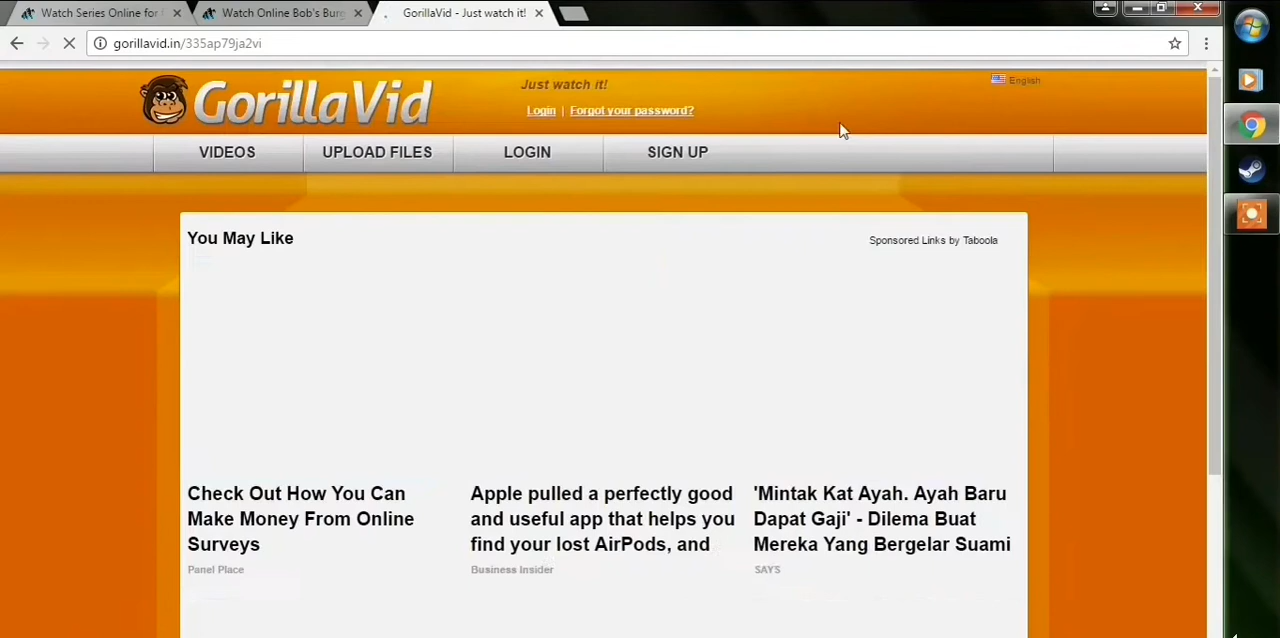 Watch Series Online for
Watch Online Bob's Burg
GorillaVid - Just watch it!
gorillavid.in/335ap79ja2vi
GorillaVid
Just watch it!
Login | Forgot your password?
English
VIDEOS
UPLOAD FILES
LOGIN
SIGN UP
You May Like
Sponsored Links by Taboola
Check Out How You Can
Make Money From Online
Surveys
Panel Place
Apple pulled a perfectly good
and useful app that helps you
find your lost AirPods, and
Business Insider
'Mintak Kat Ayah. Ayah Baru
Dapat Gaji' - Dilema Buat
Mereka Yang Bergelar Suami
SAYS